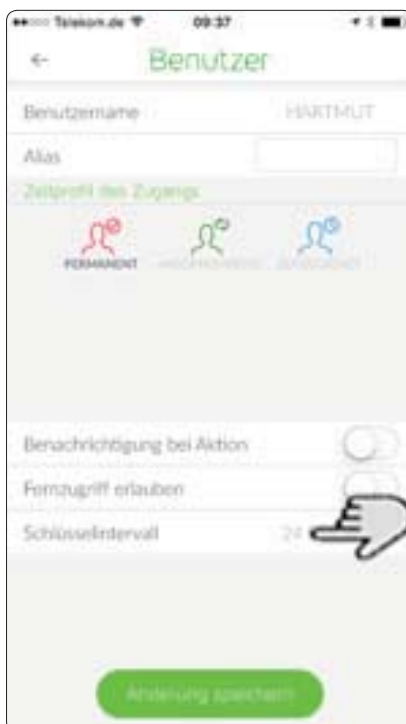 Telekom.de 09:37
Benutzer
Benutzername HARTMUT
Alias
Zeitprofil des Zugangs
PERMANENT
Benachrichtigung bei Aktion
Fernzugriff erlauben
Schlüsselintervall 24
Änderung speichern